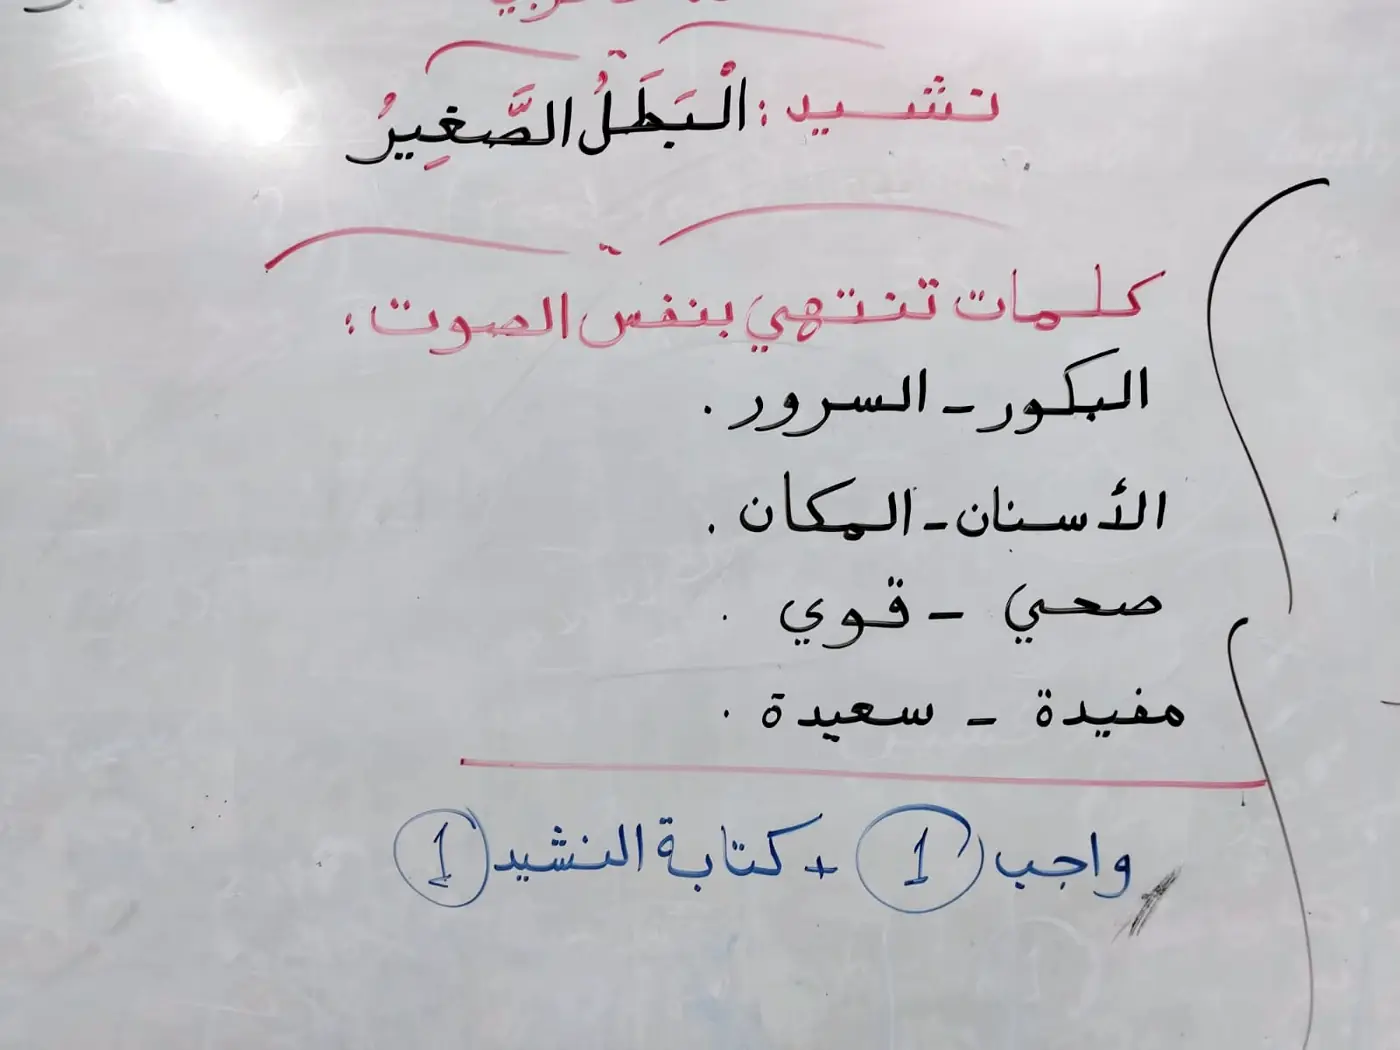 نشيد : الْبَطَلُ الصَّغِيرُ
كلمات تنتهي بنفس الصوت :
البكور - السرور .
الأسنان - المكان .
صحي - قوي .
مفيدة - سعيدة .
واجب 1 + كتابة النشيد 1